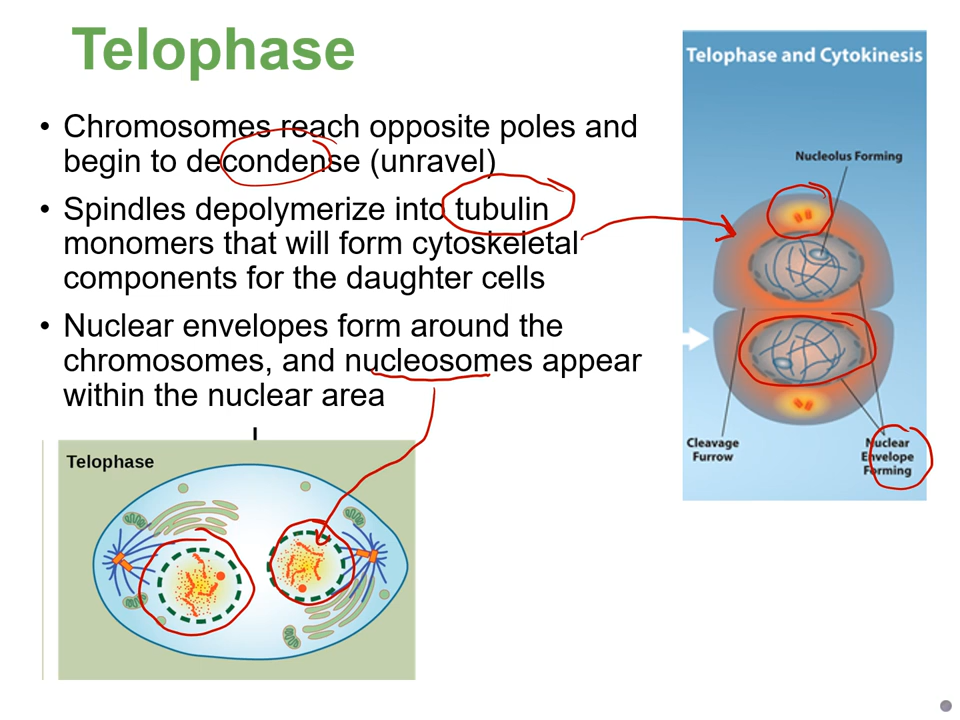 Telophase
• Chromosomes reach opposite poles and
begin to decondense (unravel)
• Spindles depolymerize into tubulin
monomers that will form cytoskeletal
components for the daughter cells
• Nuclear envelopes form around the
chromosomes, and nucleosomes appear
within the nuclear area
Telophase and Cytokinesis
Nucleolus Forming
Cleavage
Furrow
Nuclear
Envelope
Forming
Telophase